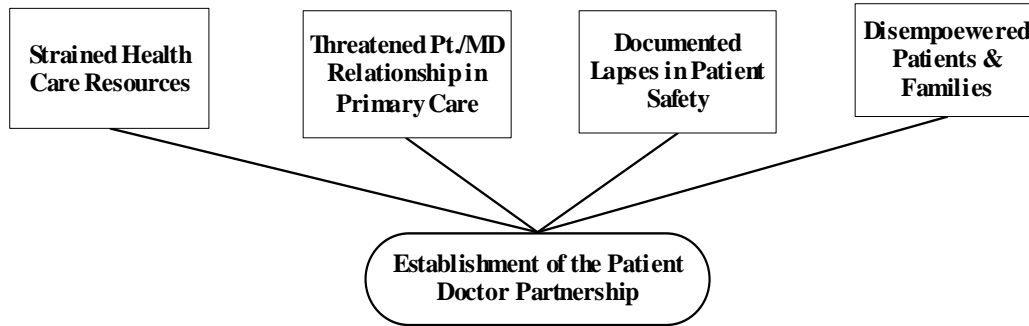 Strained Health
Care Resources
Threatened Pt./MD
Relationship in
Primary Care
Documented
Lapses in Patient
Safety
Disempoewered
Patients &
Families
Establishment of the Patient
Doctor Partnership